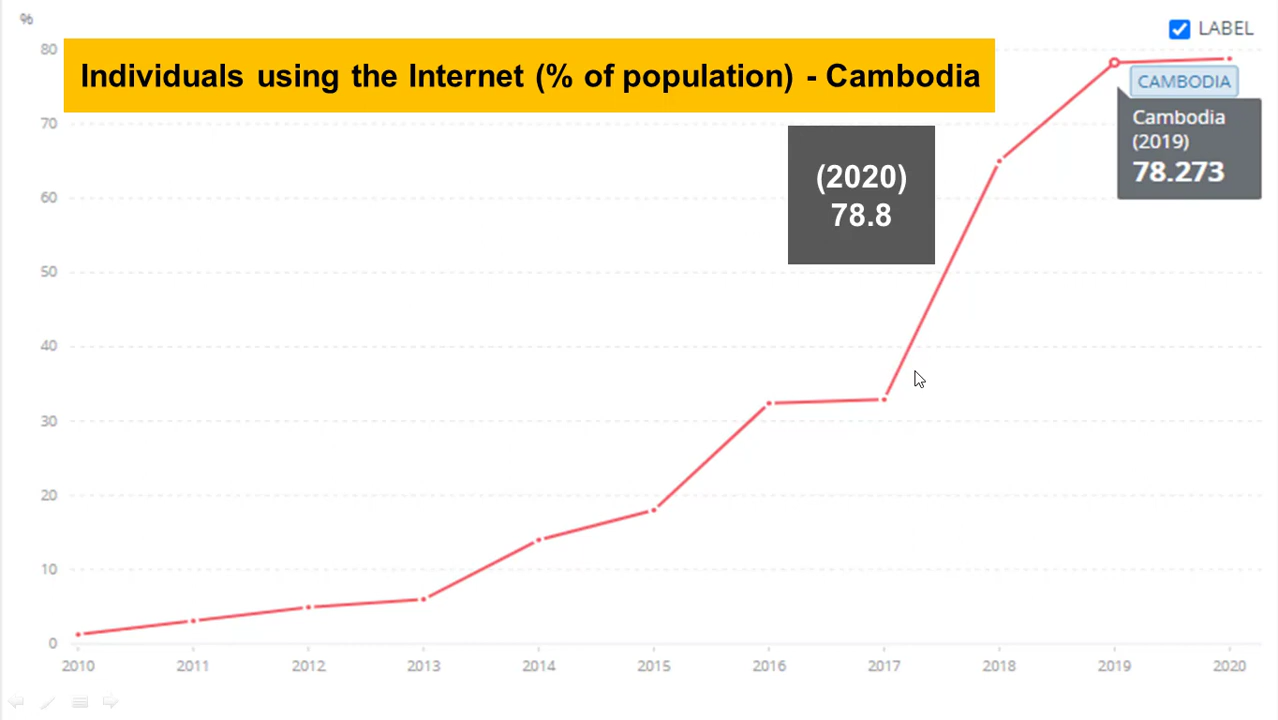 %
LABEL
80
Individuals using the Internet (% of population) - Cambodia
CAMBODIA
70
Cambodia
(2019)
78.273
(2020)
78.8
60
50
40
30
20
10
0
2010 2011 2012 2013 2014 2015 2016 2017 2018 2019 2020